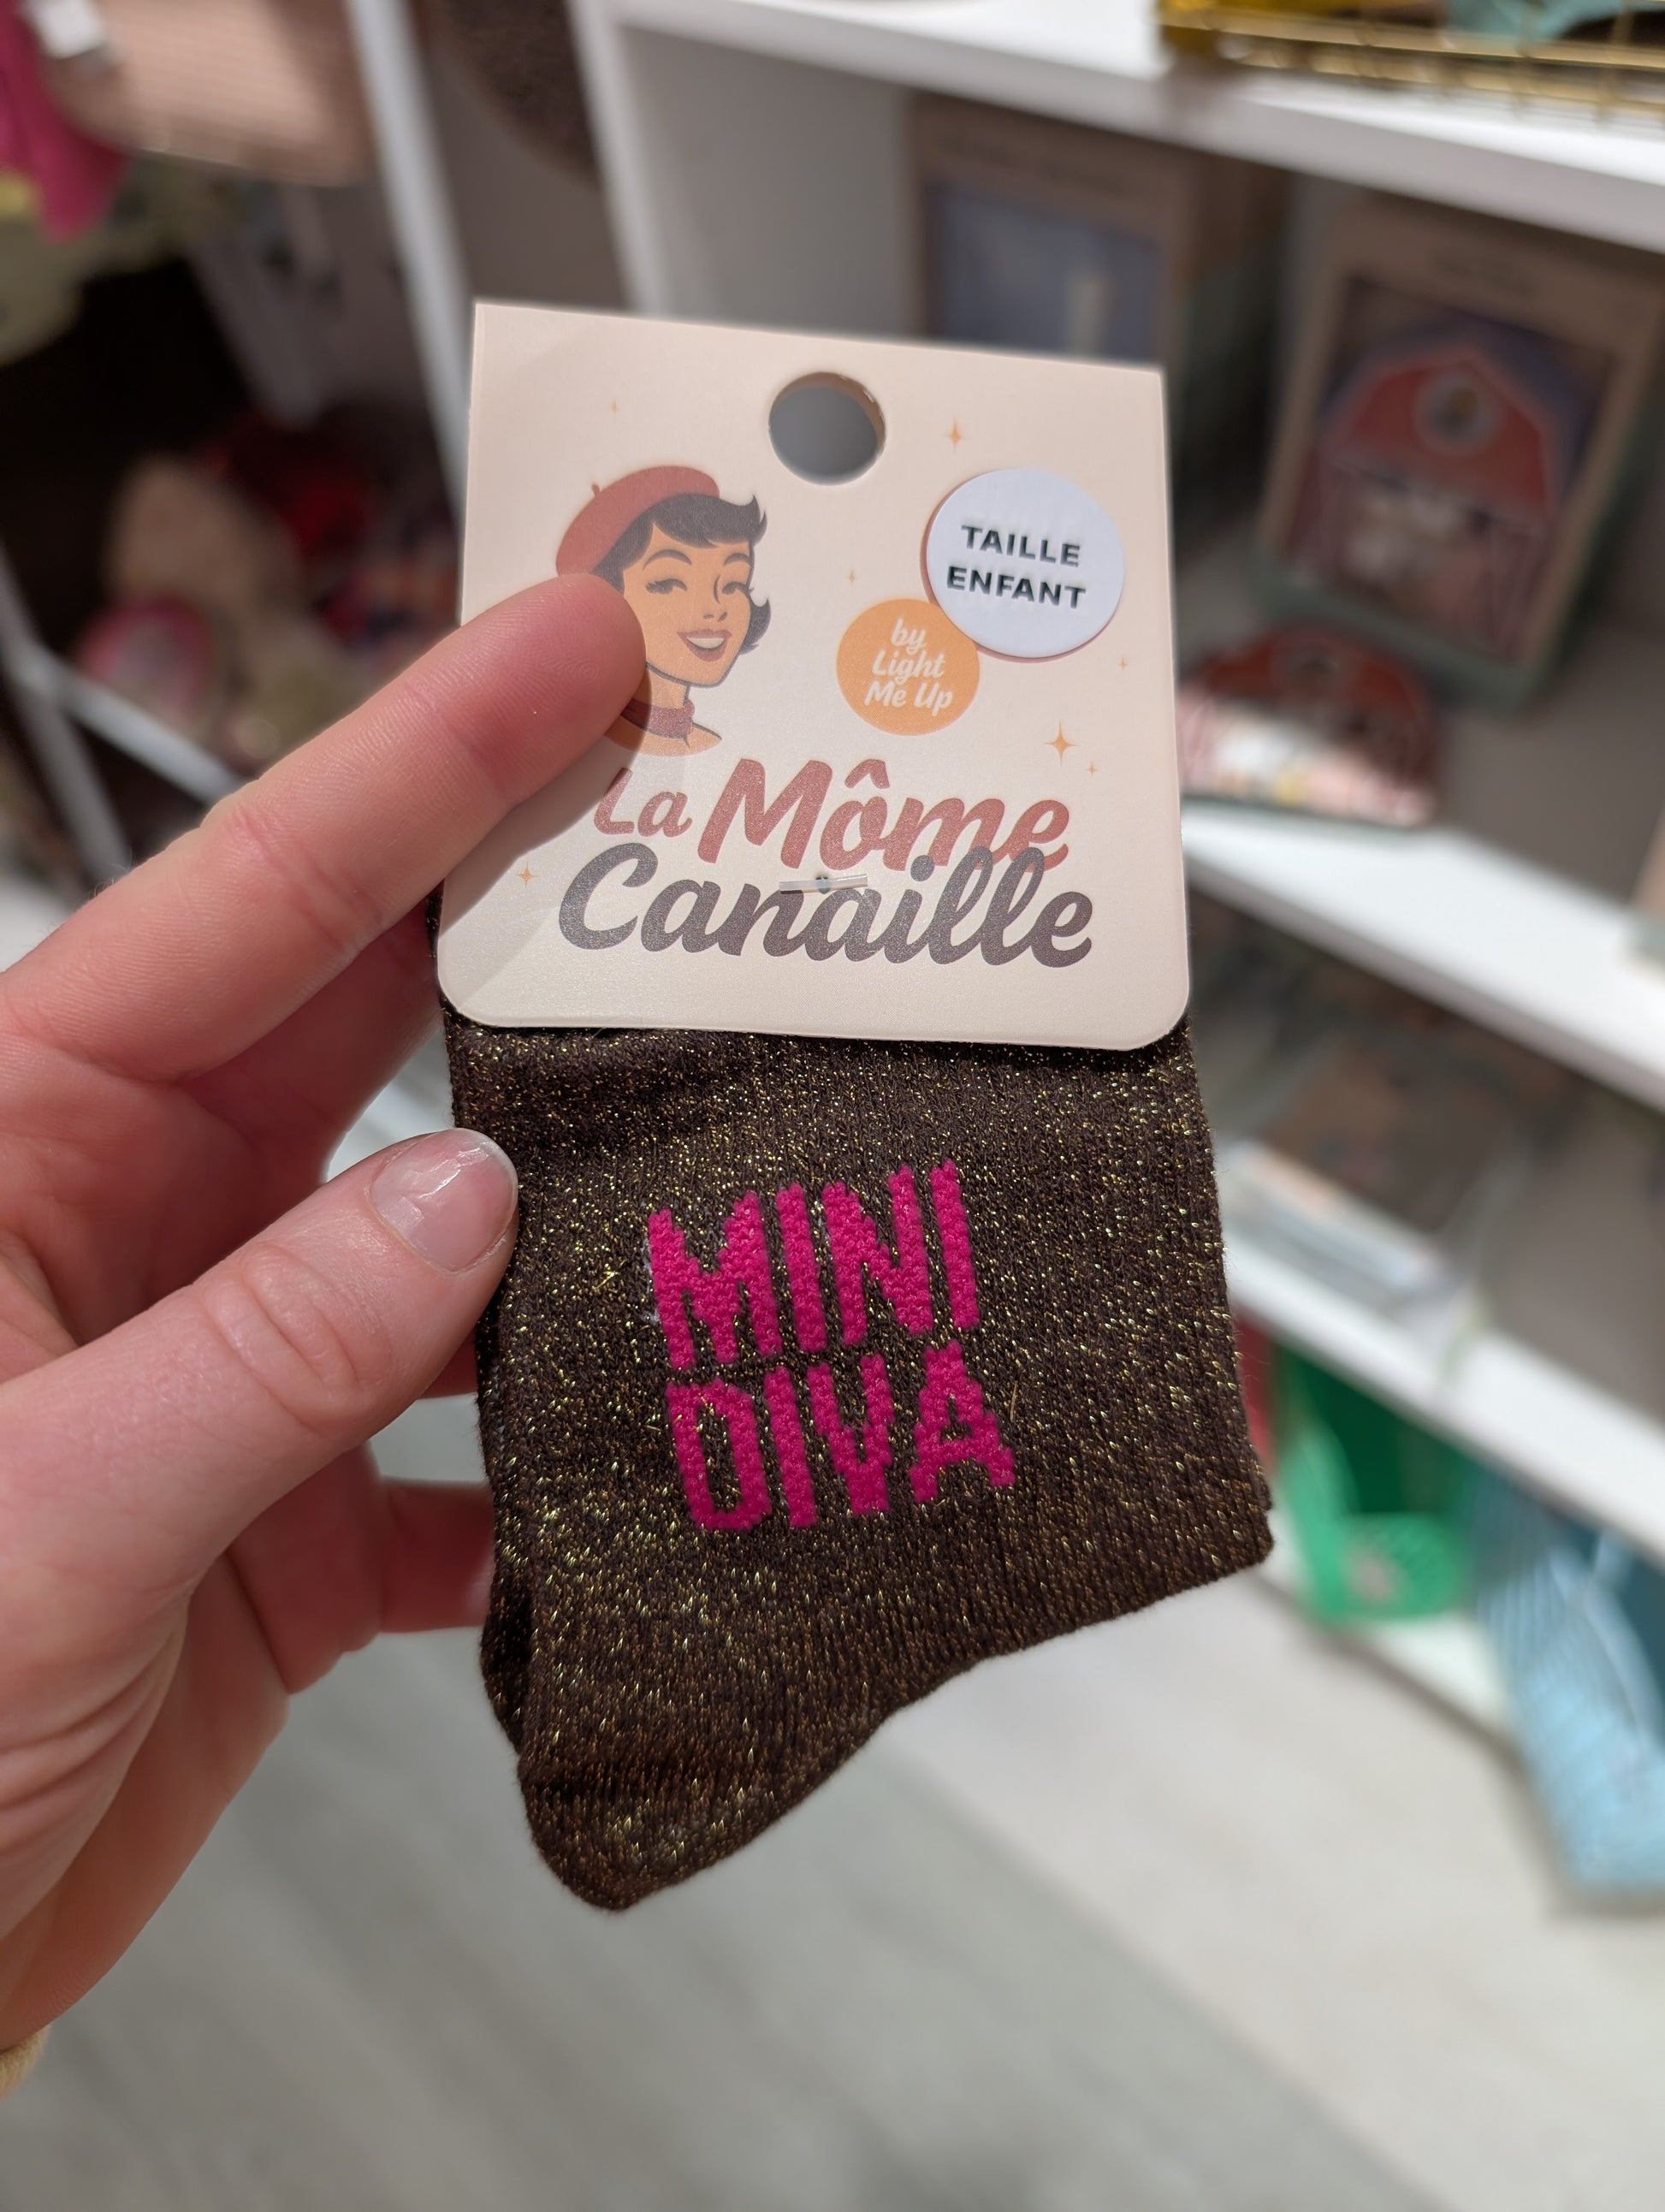 TAILLE
ENFANT
by
Light
Me Up
La Môme
Canaille
MINI
DIVA